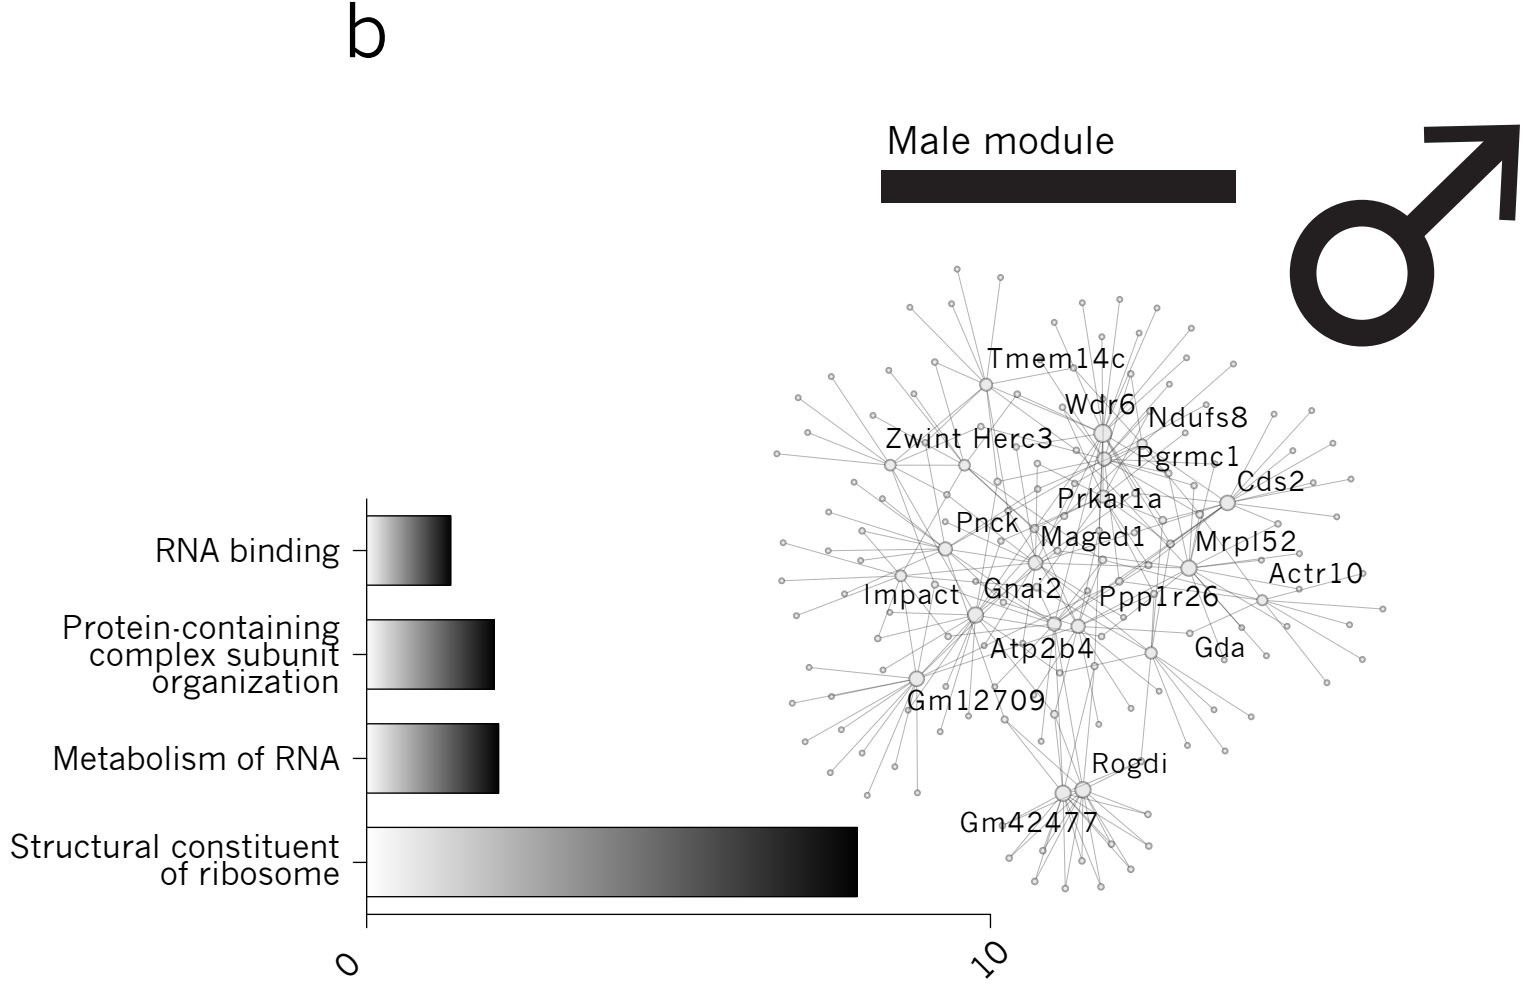 b
Male module
Tmem14c
Wdr6
Ndufs8
Zwint Herc3
Pgrmc1
Cds2
Prkar1a
Pnck
Maged1
Mrpl52
Actr10
Impact
Gnai2
Ppp1r26
Atp2b4
Gda
Gm12709
Rogdi
Gm42477
RNA binding
Protein-containing
complex subunit
organization
Metabolism of RNA
Structural constituent
of ribosome
0
10